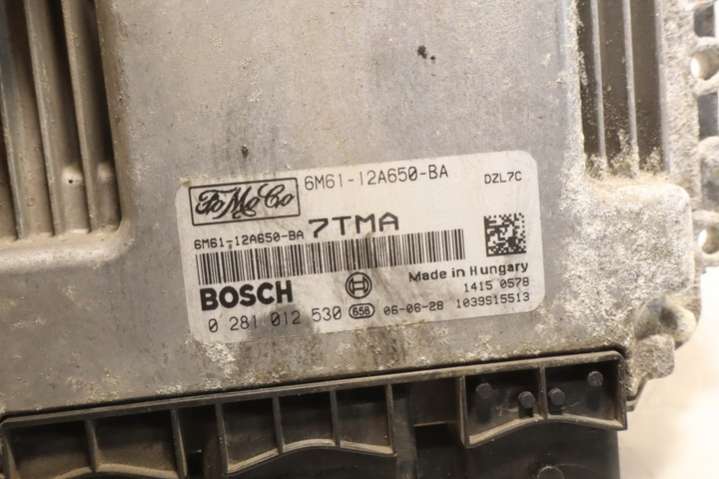 FoMoCo 6M61-12A650-BA DZL7C
6M61-12A650-BA 7TMA
BOSCH Made in Hungary
1415 0578
0 281 012 530 656 06-06-28 1039S15513